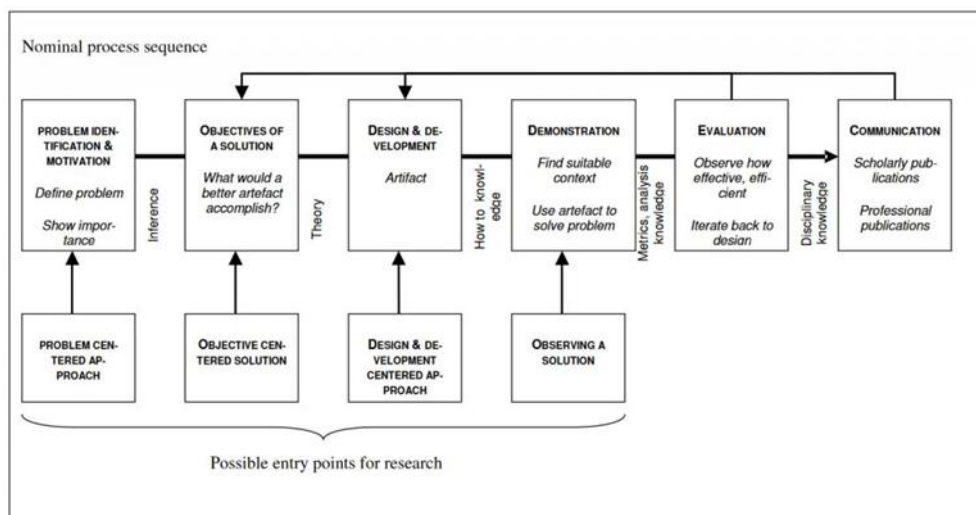 Nominal process sequence
PROBLEM IDEN-
TIFICATION &
MOTIVATION
Define problem
Show impor-
tance
Inference
OBJECTIVES OF
A SOLUTION
What would a
better artefact
accomplish?
Theory
DESIGN & DE-
VELOPMENT
Artifact
How to knowl-
edge
DEMONSTRATION
Find suitable
context
Use artefact to
solve problem
Metrics, analysis
knowledge
EVALUATION
Observe how
effective, effi-
cient
Iterate back to
design
Disciplinary
knowledge
COMMUNICATION
Scholarly pub-
lications
Professional
publications
PROBLEM CEN-
TERED AP-
PROACH
OBJECTIVE CEN-
TERED SOLUTION
DESIGN & DE-
VELOPMENT
CENTERED AP-
PROACH
OBSERVING A
SOLUTION
Possible entry points for research